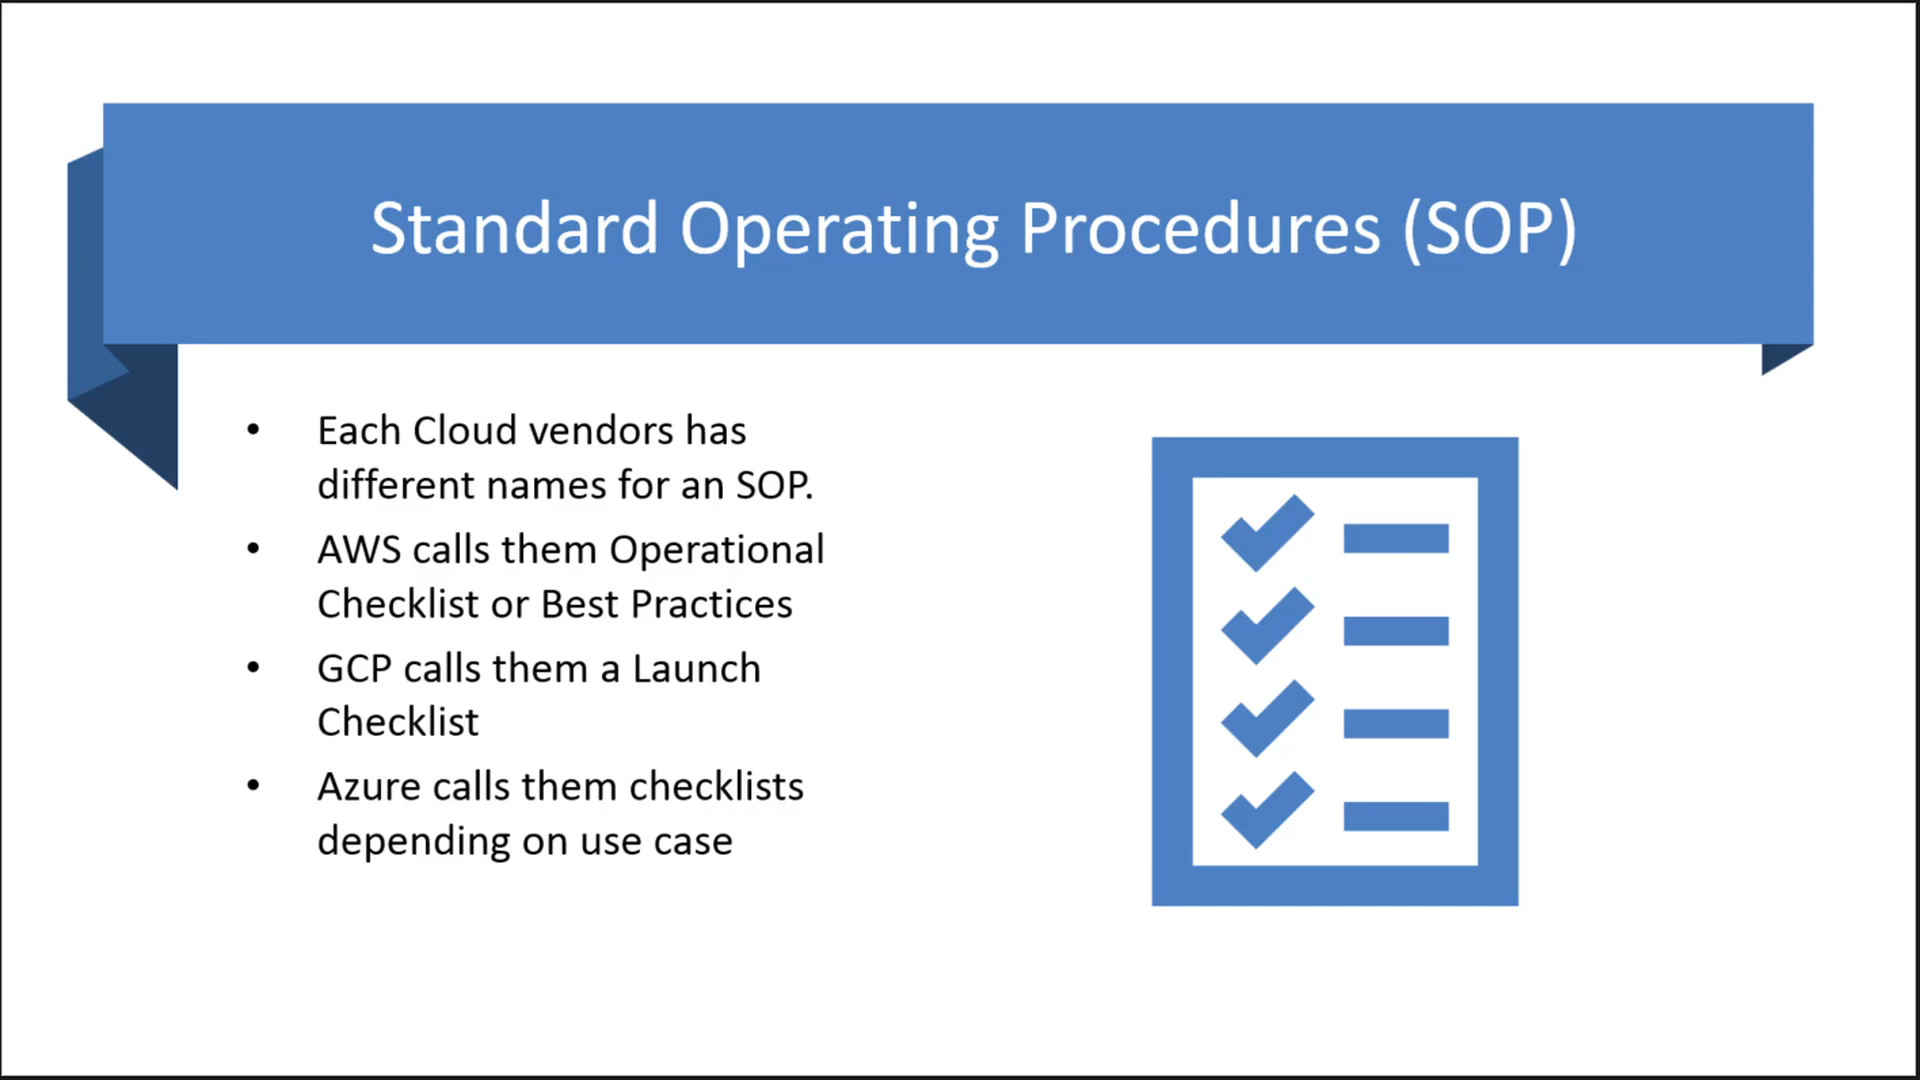 Standard Operating Procedures (SOP)
• Each Cloud vendors has
different names for an SOP.
• AWS calls them Operational
Checklist or Best Practices
• GCP calls them a Launch
Checklist
• Azure calls them checklists
depending on use case